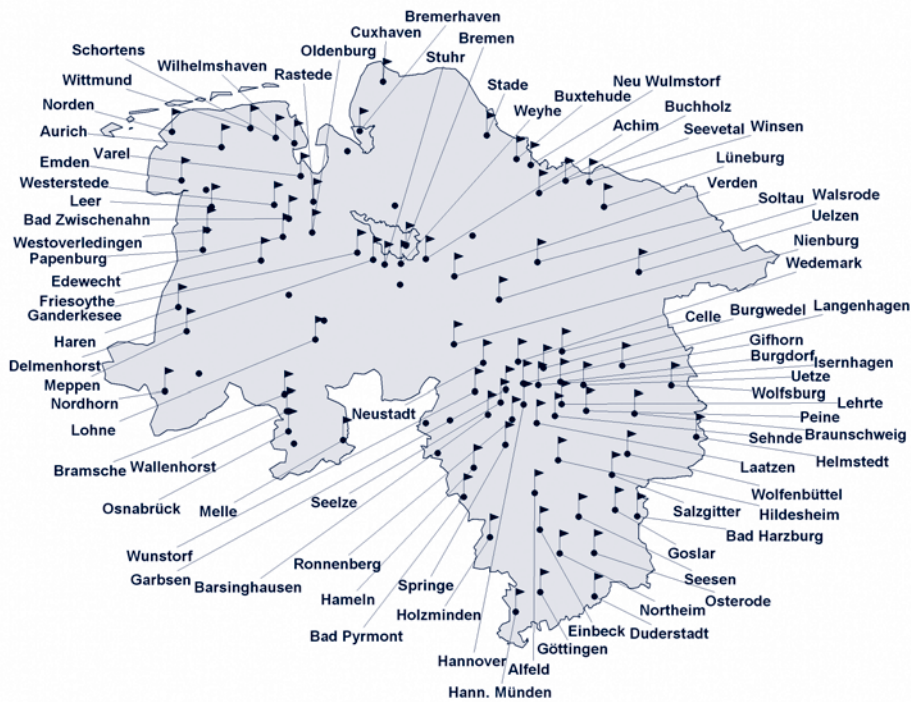 Bremerhaven
Cuxhaven
Bremen
Schortens
Oldenburg
Stuhr
Wittmund
Wilhelmshaven
Rastede
Stade
Neu Wulmstorf
Norden
Buxtehude
Buchholz
Weyhe
Aurich
Achim
Seevetal
Winsen
Emden
Varel
Lüneburg
Westerstede
Verden
Leer
Soltau
Walsrode
Bad Zwischenahn
Uelzen
Westoverledingen
Nienburg
Papenburg
Wedemark
Edewecht
Friesoythe
Langenhagen
Ganderkesee
Celle
Burgwedel
Haren
Gifhorn
Delmenhorst
Burgdorf
Isernhagen
Meppen
Uetze
Nordhorn
Wolfsburg
Lehrte
Neustadt
Peine
Lohne
Sehnde
Braunschweig
Bramsche
Wallenhorst
Helmstedt
Laatzen
Osnabrück
Melle
Seelze
Wolfenbüttel
Salzgitter
Hildesheim
Bad Harzburg
Wunstorf
Goslar
Garbsen
Barsinghausen
Ronnenberg
Seesen
Hameln
Springe
Osterode
Holzminden
Northeim
Bad Pyrmont
Einbeck
Duderstadt
Göttingen
Hannover
Alfeld
Hann. Münden